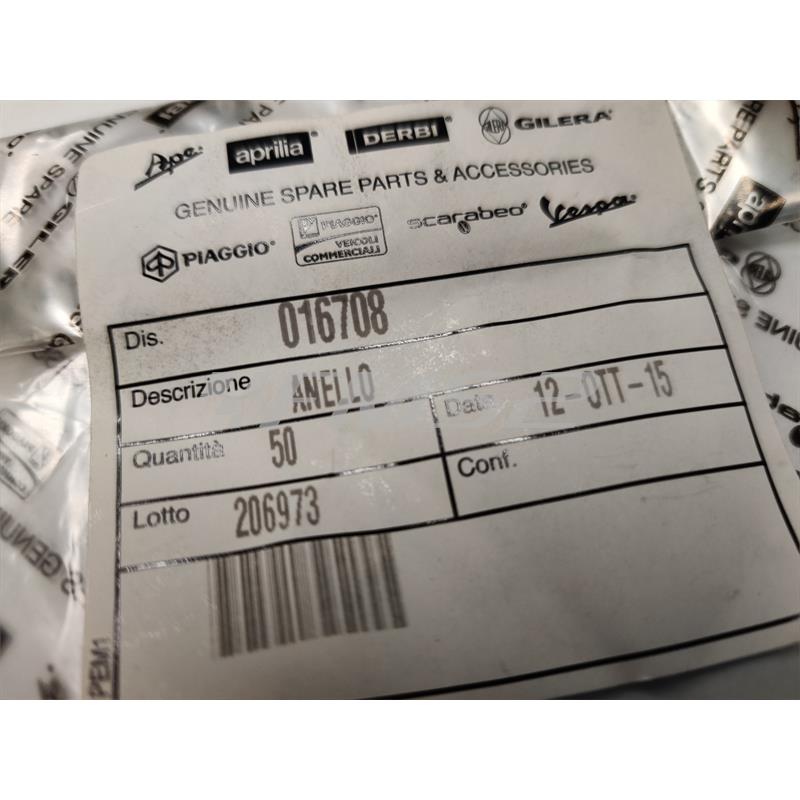 Ape aprilia DERBI GILERA
GENUINE SPARE PARTS & ACCESSORIES
PIAGGIO PIAGGIO VEICOLI COMMERCIALI scarabeo Vespa
Dis. 016708
Descrizione ANELLO
Quantità 50 Data 12-OTT-15
Lotto 206973 Conf.
PBM1